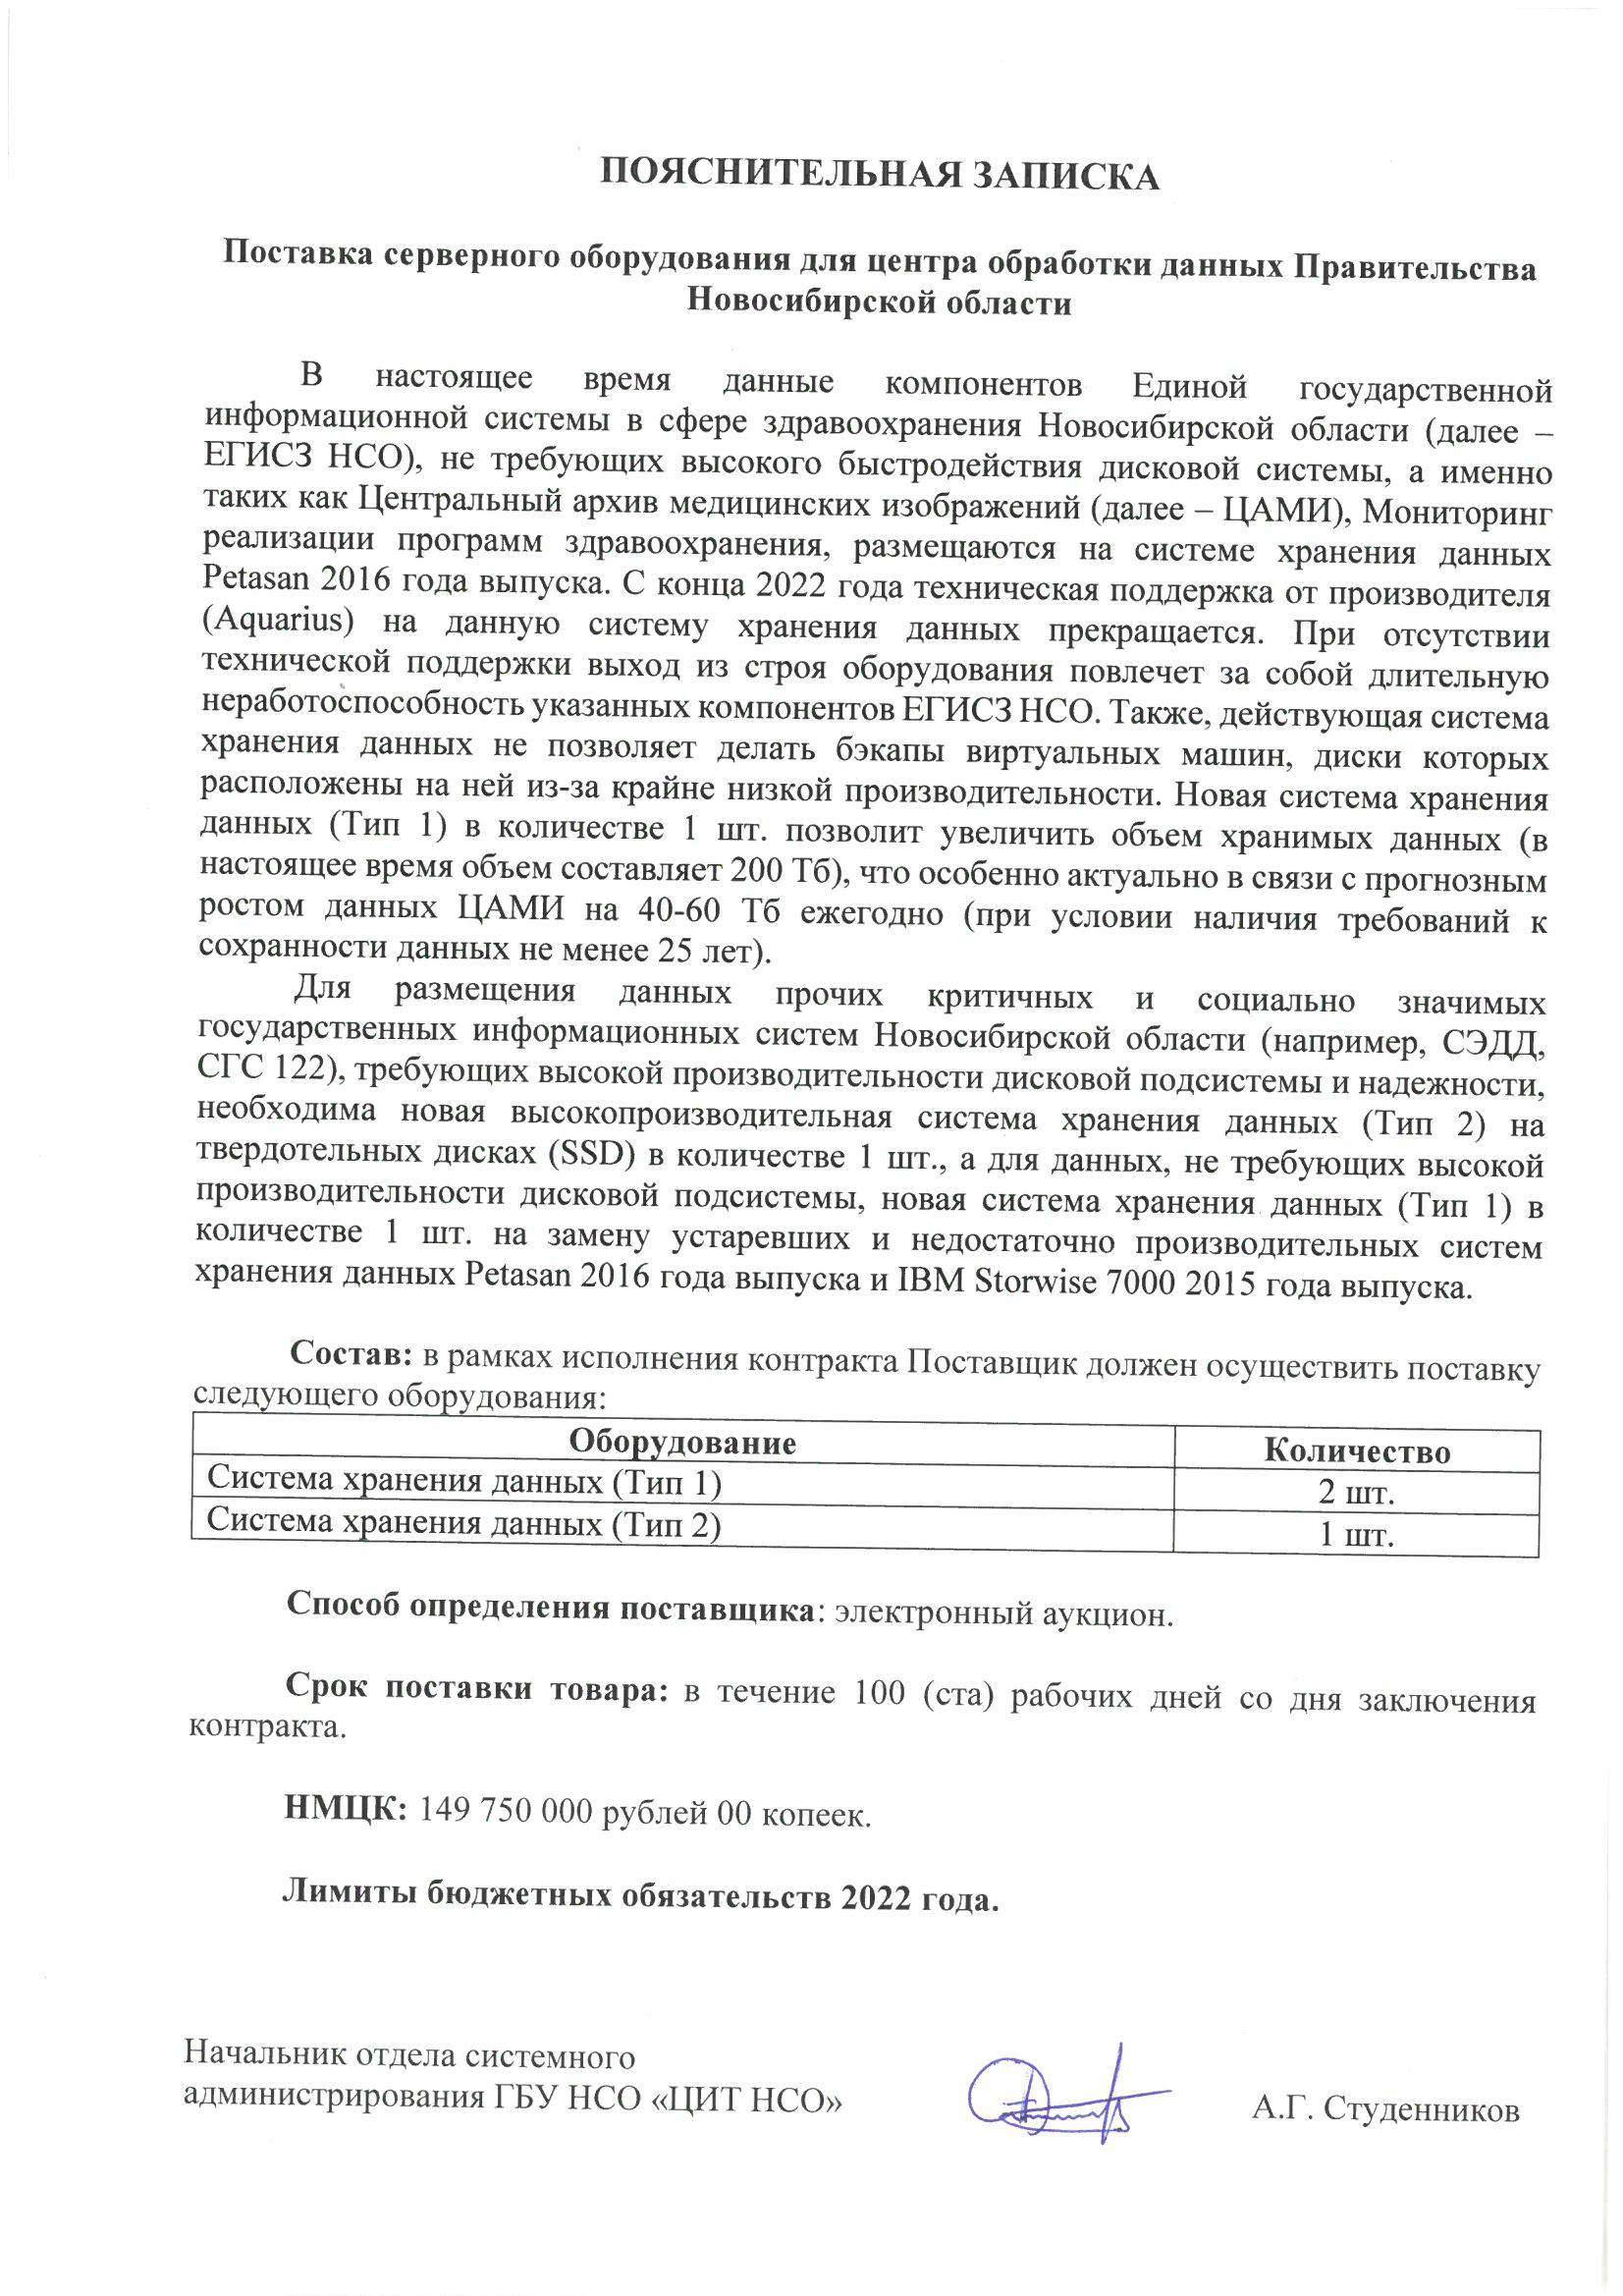 ПОЯСНИТЕЛЬНАЯ ЗАПИСКА
Поставка серверного оборудования для центра обработки данных Правительства
Новосибирской области
В настоящее время данные компонентов Единой государственной
информационной системы в сфере здравоохранения Новосибирской области (далее –
ЕГИСЗ НСО), не требующих высокого быстродействия дисковой системы, а именно
таких как Центральный архив медицинских изображений (далее – ЦАМИ), Мониторинг
реализации программ здравоохранения, размещаются на системе хранения данных
Petasan 2016 года выпуска. С конца 2022 года техническая поддержка от производителя
(Aquarius) на данную систему хранения данных прекращается. При отсутствии
технической поддержки выход из строя оборудования повлечет за собой длительную
неработоспособность указанных компонентов ЕГИСЗ НСО. Также, действующая система
хранения данных не позволяет делать бэкапы виртуальных машин, диски которых
расположены на ней из-за крайне низкой производительности. Новая система хранения
данных (Тип 1) в количестве 1 шт. позволит увеличить объем хранимых данных (в
настоящее время объем составляет 200 Тб), что особенно актуально в связи с прогнозным
ростом данных ЦАМИ на 40-60 Тб ежегодно (при условии наличия требований к
сохранности данных не менее 25 лет).
Для размещения данных прочих критичных и социально значимых
государственных информационных систем Новосибирской области (например, СЭДД,
СГС 122), требующих высокой производительности дисковой подсистемы и надежности,
необходима новая высокопроизводительная система хранения данных (Тип 2) на
твердотельных дисках (SSD) в количестве 1 шт., а для данных, не требующих высокой
производительности дисковой подсистемы, новая система хранения данных (Тип 1) в
количестве 1 шт. на замену устаревших и недостаточно производительных систем
хранения данных Petasan 2016 года выпуска и IBM Storwise 7000 2015 года выпуска.
Состав: в рамках исполнения контракта Поставщик должен осуществить поставку
следующего оборудования:
Оборудование Количество
Система хранения данных (Тип 1) 2 шт.
Система хранения данных (Тип 2) 1 шт.
Способ определения поставщика: электронный аукцион.
Срок поставки товара: в течение 100 (ста) рабочих дней со дня заключения
контракта.
НМЦК: 149 750 000 рублей 00 копеек.
Лимиты бюджетных обязательств 2022 года.
Начальник отдела системного
администрирования ГБУ НСО «ЦИТ НСО» А.Г. Студенников